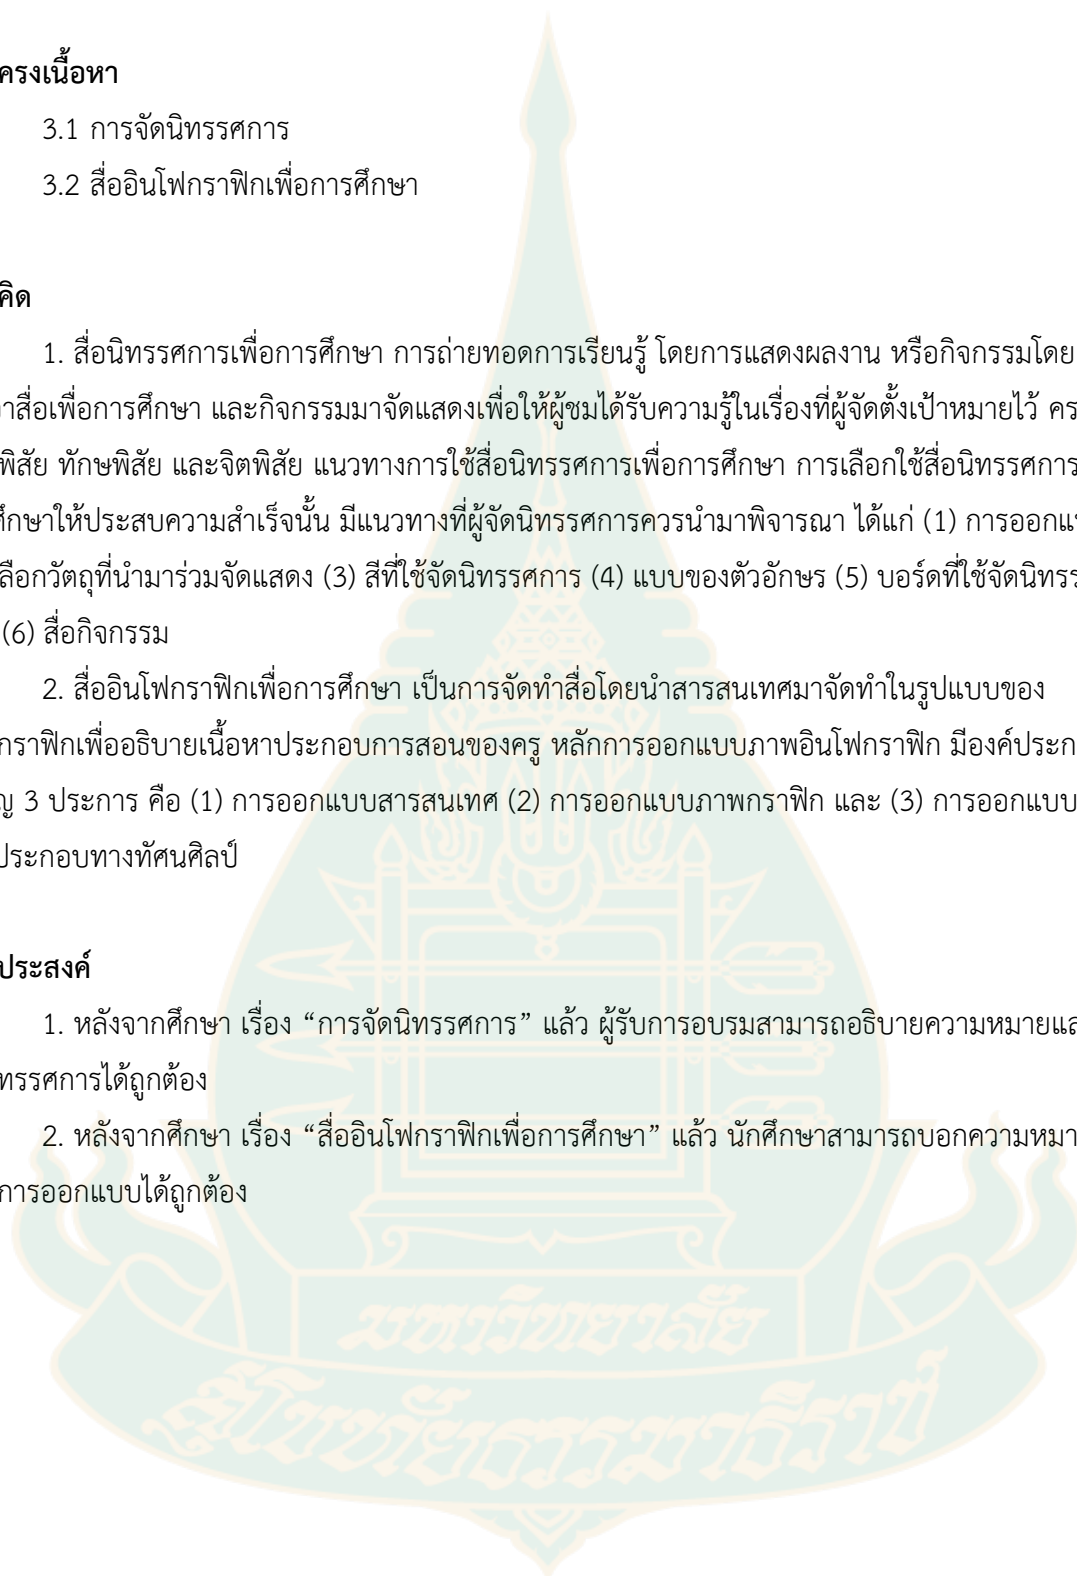 ครงเนื้อหา
3.1 การจัดนิทรรศการ
3.2 สื่ออินโฟกราฟิกเพื่อการศึกษา
คิด
1. สื่อนิทรรศการเพื่อการศึกษา การถ่ายทอดการเรียนรู้ โดยการแสดงผลงาน หรือกิจกรรมโดย
าสื่อเพื่อการศึกษา และกิจกรรมมาจัดแสดงเพื่อให้ผู้ชมได้รับความรู้ในเรื่องที่ผู้จัดตั้งเป้าหมายไว้ คร
พิสัย ทักษพิสัย และจิตพิสัย แนวทางการใช้สื่อนิทรรศการเพื่อการศึกษา การเลือกใช้สื่อนิทรรศการ
ศึกษาให้ประสบความสำเร็จนั้น มีแนวทางที่ผู้จัดนิทรรศการควรนำมาพิจารณา ได้แก่ (1) การออกแ
ลือกวัตถุที่นำมาร่วมจัดแสดง (3) สีที่ใช้จัดนิทรรศการ (4) แบบของตัวอักษร (5) บอร์ดที่ใช้จัดนิทรร
(6) สื่อกิจกรรม
2. สื่ออินโฟกราฟิกเพื่อการศึกษา เป็นการจัดทำสื่อโดยนำสารสนเทศมาจัดทำในรูปแบบของ
กราฟิกเพื่ออธิบายเนื้อหาประกอบการสอนของครู หลักการออกแบบภาพอินโฟกราฟิก มีองค์ประก
ญ 3 ประการ คือ (1) การออกแบบสารสนเทศ (2) การออกแบบภาพกราฟิก และ (3) การออกแบบ
ประกอบทางทัศนศิลป์
ประสงค์
1. หลังจากศึกษา เรื่อง “การจัดนิทรรศการ” แล้ว ผู้รับการอบรมสามารถอธิบายความหมายแล
ทรรศการได้ถูกต้อง
2. หลังจากศึกษา เรื่อง “สื่ออินโฟกราฟิกเพื่อการศึกษา” แล้ว นักศึกษาสามารถบอกความหมา
การออกแบบได้ถูกต้อง
มหาวิทยาลัย
สุโขทัยธรรมาธิราช